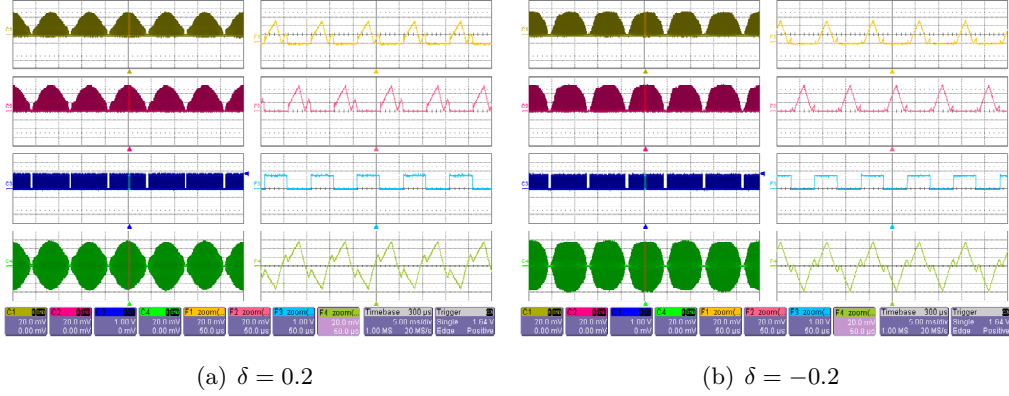 C1 C2 C3 C4 F1 zoom(... F2 zoom(... F3 zoom(... F4 zoom(... Timebase 300 µs Trigger
20.0 mV 20.0 mV 1.00 V 20.0 mV 20.0 mV 20.0 mV 1.00 V 20.0 mV 5.00 ms/div Single 1.64 V
0.00 mV 0.00 mV 0 mV 0.00 mV 50.0 µs 50.0 µs 50.0 µs 50.0 µs 1.00 MS 20 MS/s Edge Positive
C1 C2 C3 C4 F1 zoom(... F2 zoom(... F3 zoom(... F4 zoom(... Timebase 300 µs Trigger
20.0 mV 20.0 mV 1.00 V 20.0 mV 20.0 mV 20.0 mV 1.00 V 20.0 mV 5.00 ms/div Single 1.64 V
0.00 mV 0.00 mV 0 mV 0.00 mV 50.0 µs 50.0 µs 50.0 µs 50.0 µs 1.00 MS 20 MS/s Edge Positive
(a) δ = 0.2
(b) δ = −0.2